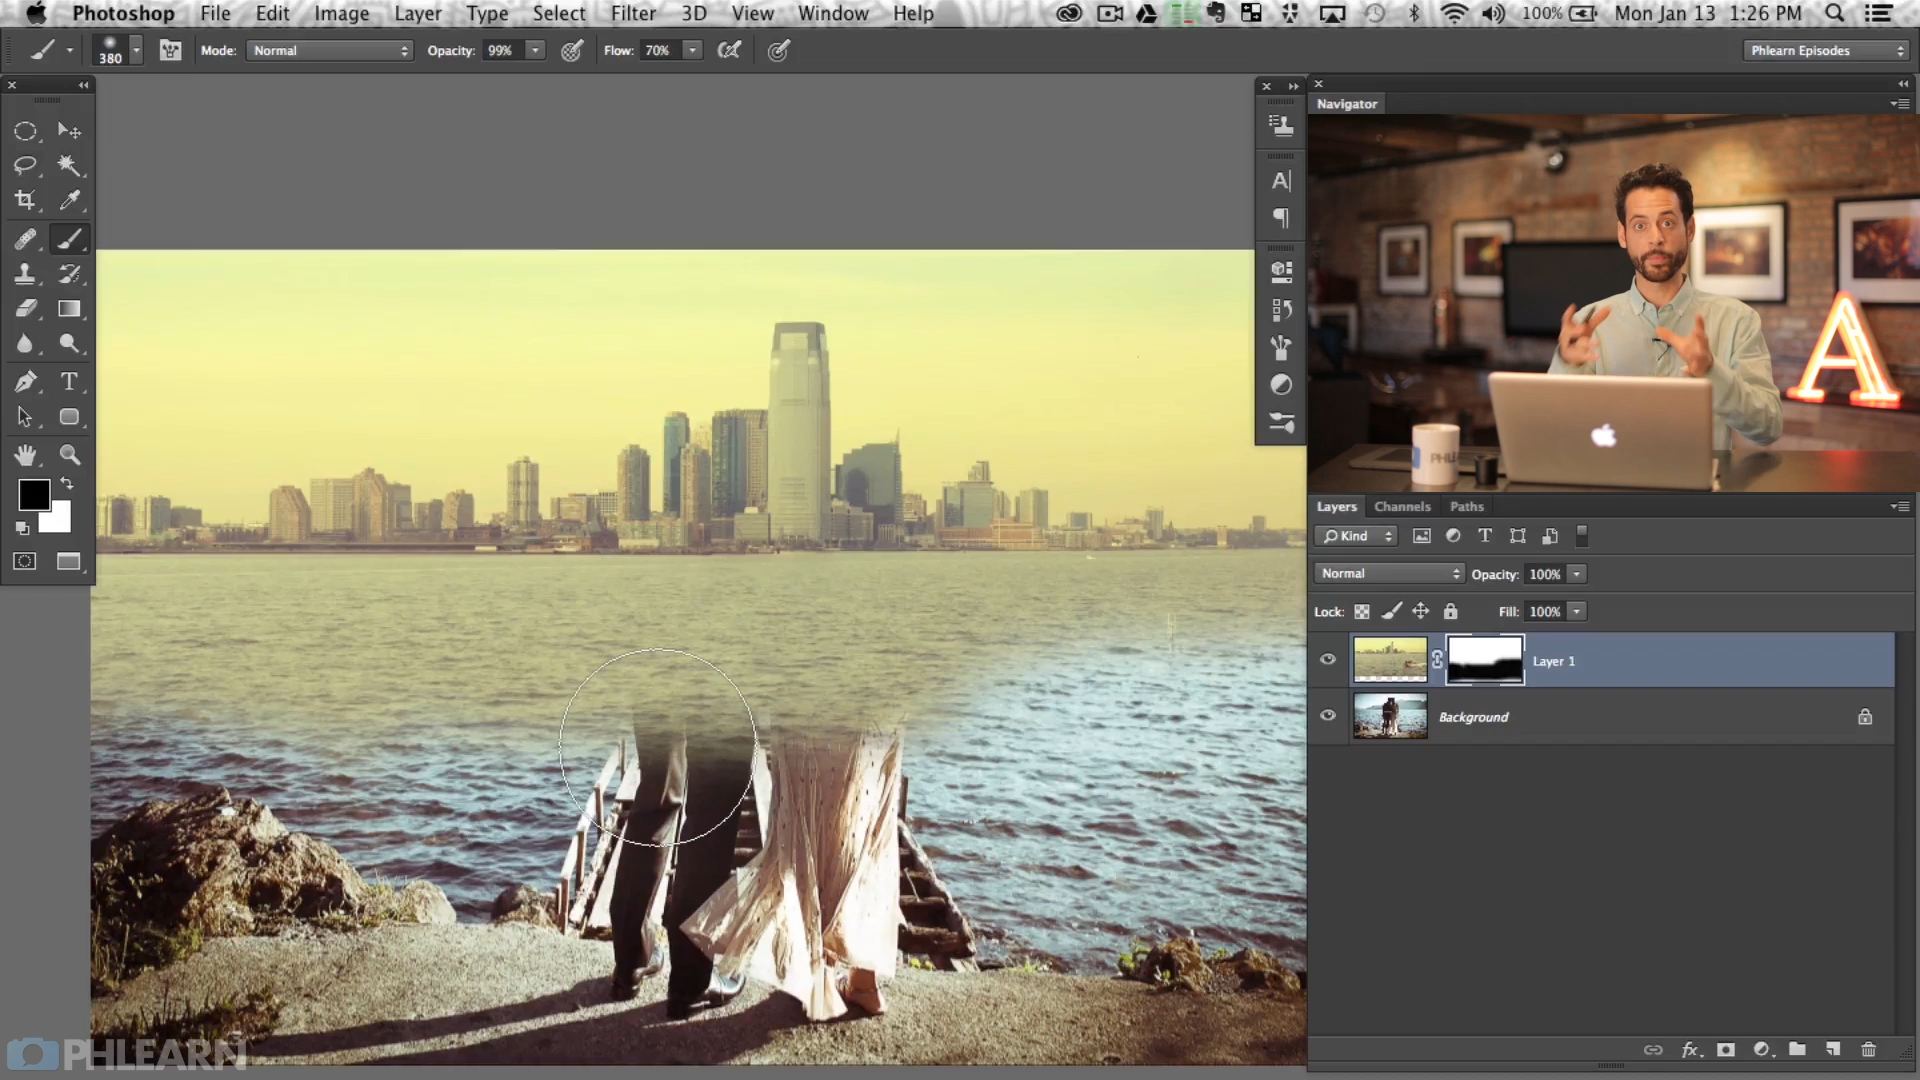 Photoshop File Edit Image Layer Type Select Filter 3D View Window Help 100% Mon Jan 13 1:26 PM
380 Mode: Normal Opacity: 99% Flow: 70% Phlearn Episodes
Navigator
A
PHL
Layers Channels Paths
Kind
Normal Opacity: 100%
Lock: Fill: 100%
Layer 1
Background
PHLEARN